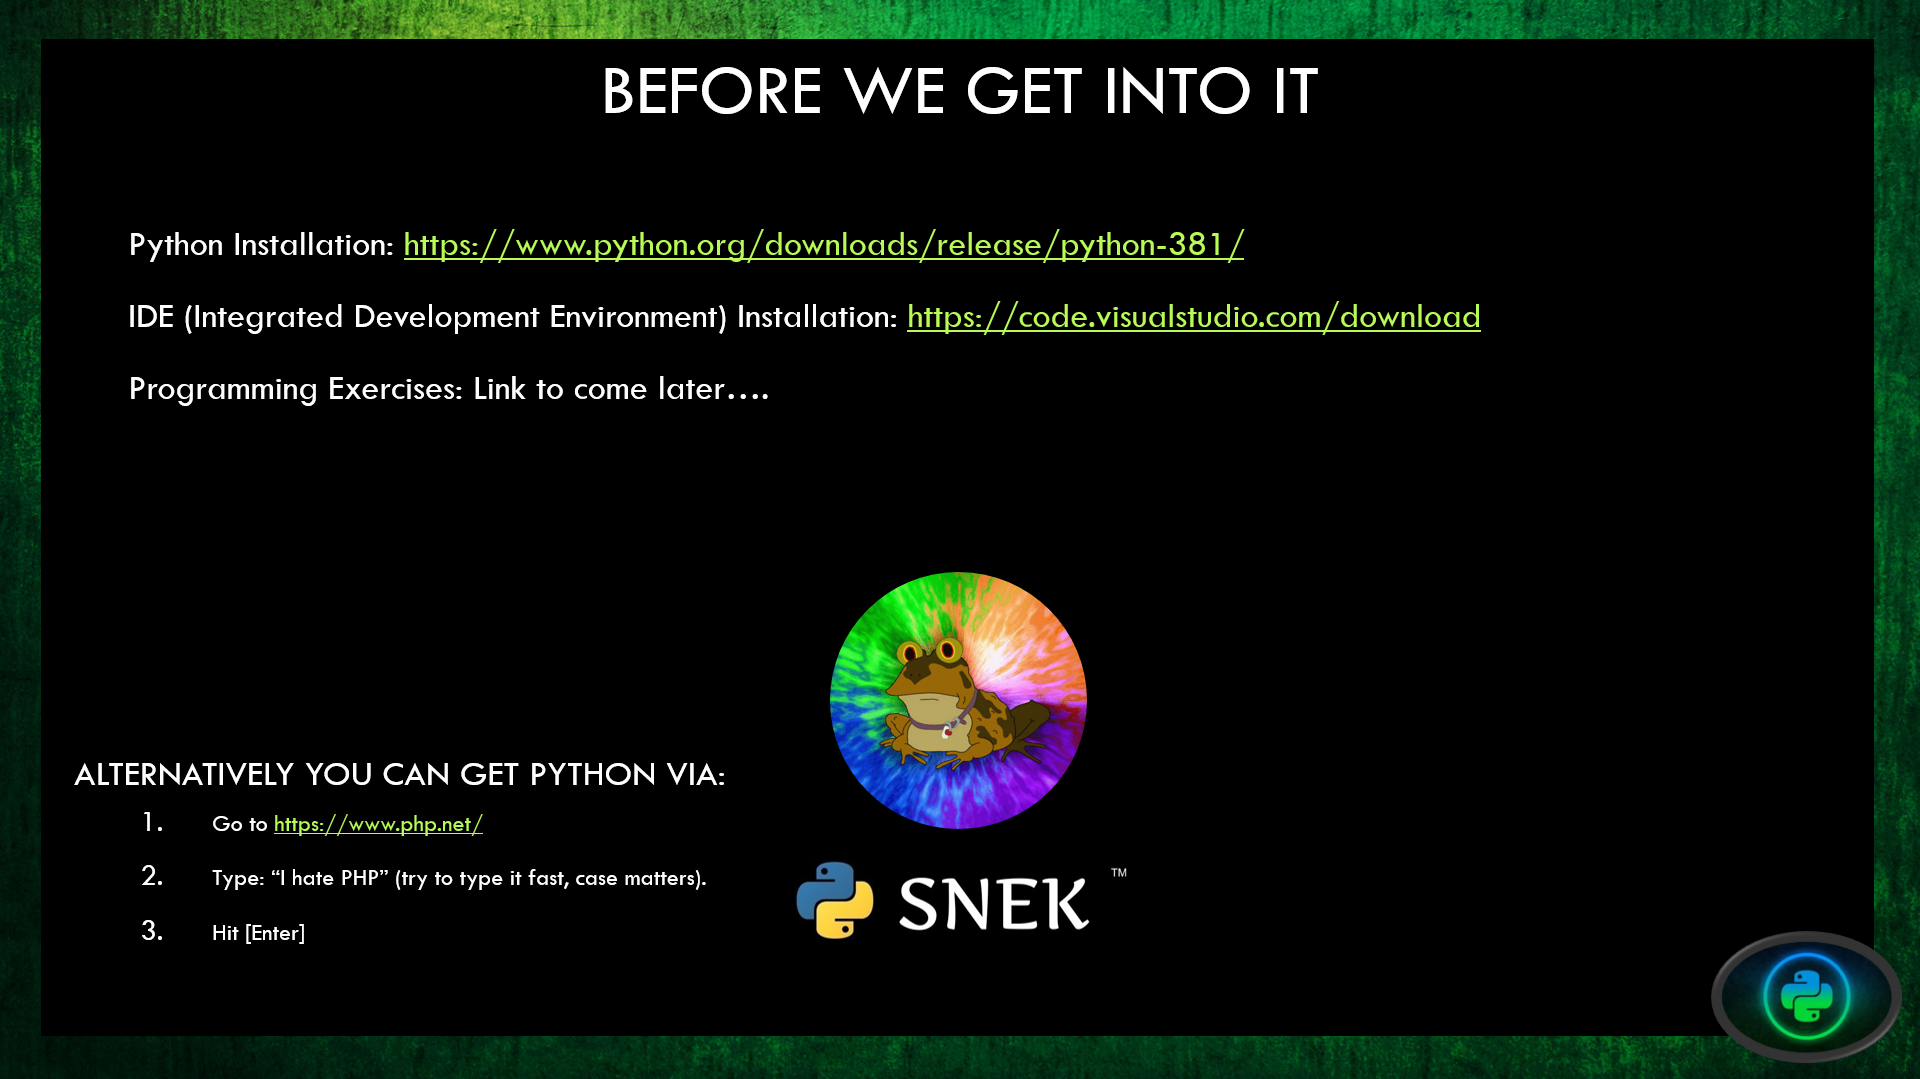 BEFORE WE GET INTO IT
Python Installation: https://www.python.org/downloads/release/python-381/
IDE (Integrated Development Environment) Installation: https://code.visualstudio.com/download
Programming Exercises: Link to come later….
ALTERNATIVELY YOU CAN GET PYTHON VIA:
1. Go to https://www.php.net/
2. Type: “I hate PHP” (try to type it fast, case matters).
3. Hit [Enter]
SNEK ™